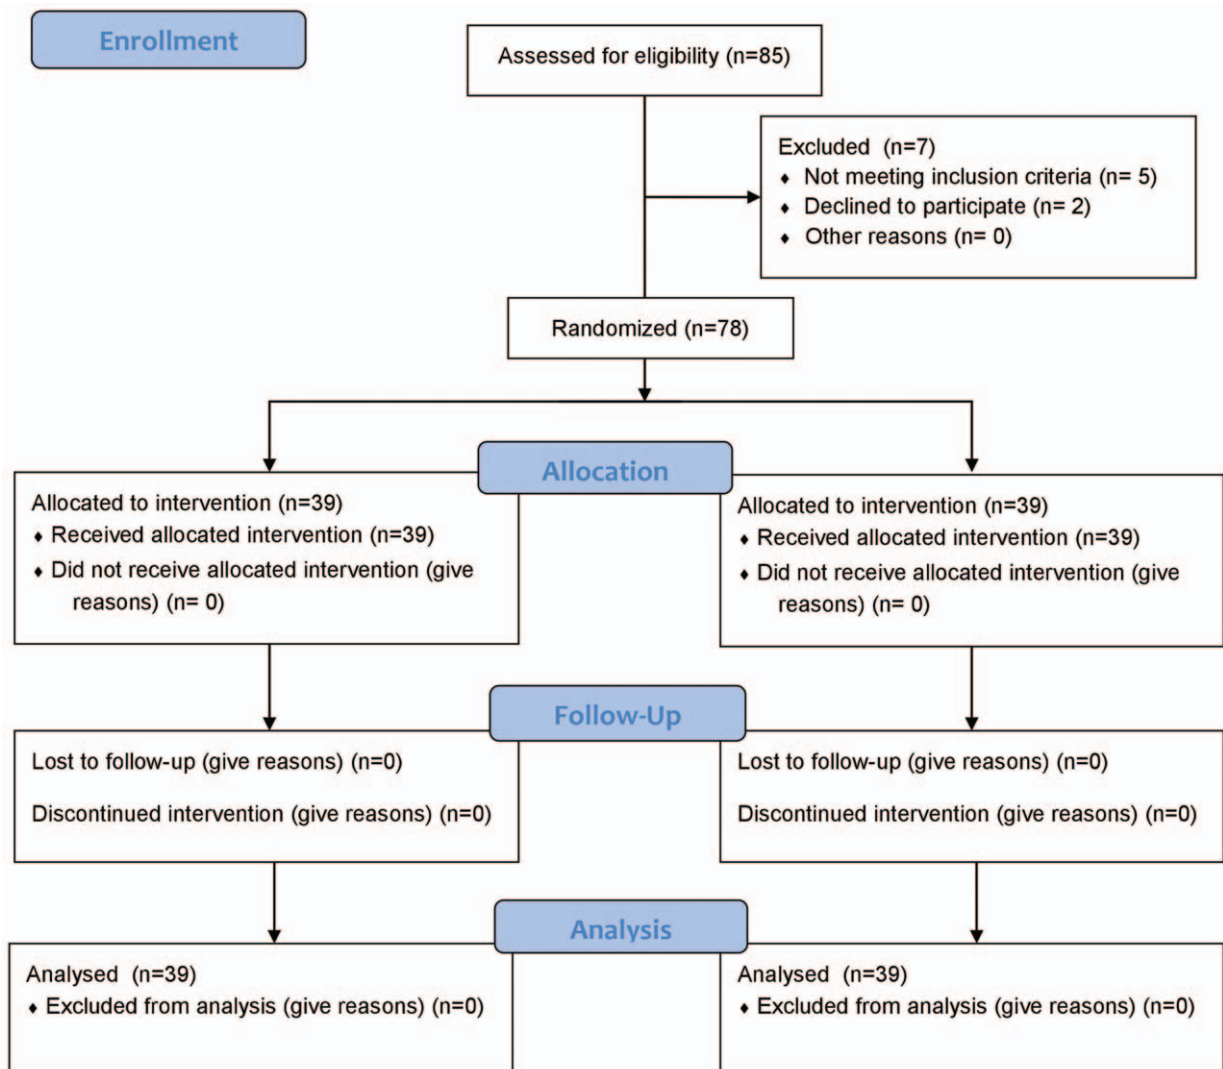 Enrollment
Assessed for eligibility (n=85)
Excluded  (n=7)
♦ Not meeting inclusion criteria (n= 5)
♦ Declined to participate (n= 2)
♦ Other reasons (n= 0)
Randomized (n=78)
Allocation
Allocated to intervention (n=39)
♦ Received allocated intervention (n=39)
♦ Did not receive allocated intervention (give
reasons) (n= 0)
Allocated to intervention (n=39)
♦ Received allocated intervention (n=39)
♦ Did not receive allocated intervention (give
reasons) (n= 0)
Follow-Up
Lost to follow-up (give reasons) (n=0)
Discontinued intervention (give reasons) (n=0)
Lost to follow-up (give reasons) (n=0)
Discontinued intervention (give reasons) (n=0)
Analysis
Analysed  (n=39)
♦ Excluded from analysis (give reasons) (n=0)
Analysed  (n=39)
♦ Excluded from analysis (give reasons) (n=0)